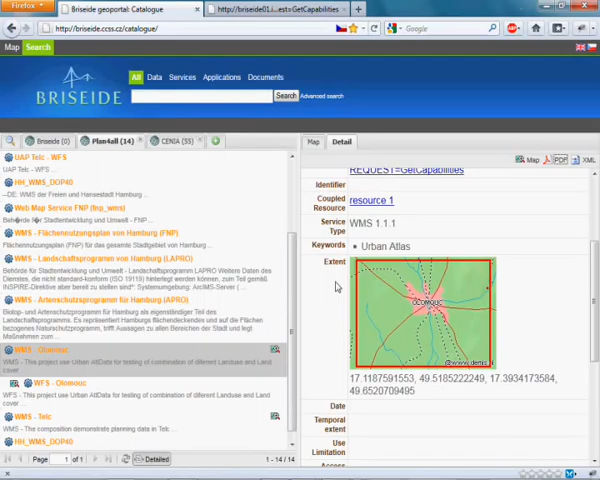 Firefox
Briseide geoportal: Catalogue
http://briseide01.i...est=GetCapabilities
http://briseide.ccss.cz/catalogue/
Google
Map Search
All Data Services Applications Documents
BRISEIDE
Search Advanced search
Briseide (0) Plan4all (14) CENIA (55)
UAP Telc - WFS
UAP Telc - WFS ...
HH_WMS_DOP40
--DE: WMS der Freien und Hansestadt Hamburg ...
Web Map Service FNP (fnp_wms)
Beh�rde f�r Stadtentwicklung und Umwelt - FNP...
WMS - Flächennutzungsplan von Hamburg (FNP)
Flächennutzungsplan (FNP) für das gesamte Stadtgebiet von Hamburg ...
WMS - Landschaftsprogramm von Hamburg (LAPRO)
Behörde für Stadtentwicklung und Umwelt - Landschaftsprogramm LAPRO Weitere Daten des
Dienstes, die nicht standard-konform (ISO 19119) hinterlegt werden können, zum Teil gemäß
INSPIRE-Direktive aber bereit zu stellen sind*: Systemumgebung: ArcIMS-Server (...
WMS - Artenschutzprogramm für Hamburg (APRO)
Biotop- und Artenschutzprogramm für Hamburg als eigenständiger Teil des
Landschaftsprogramms. Es repräsentiert Hamburgs flächendeckendes und auf die Flächen
bezogenes Naturschutzprogramm, trifft Aussagen zu allen Bereichen der Stadt und legt
Maßnahmen zum ...
WMS - Olomouc
WMS - This project use Urban AtlData for testing of combination of diferent Landuse and Land
cover
WFS - Olomouc
WFS - This project use Urban AtlData for testing of combination of diferent Landuse and Land
cover ...
WMS - Telc
WMS - The composition demonstrate planning data in Telc ...
HH_WMS_DOP40
Page 1 of 1 Detailed 1 - 14 / 14
Map Detail
Map PDF XML
REQUEST=GetCapabilities
Identifier
Coupled
Resource
resource 1
Service
Type
WMS 1.1.1
Keywords
Urban Atlas
Extent
OLOMOUC
17.1187591553, 49.5185222249, 17.3934173584,
49.6520709495
Date
Temporal
extent
Use
Limitation
Access